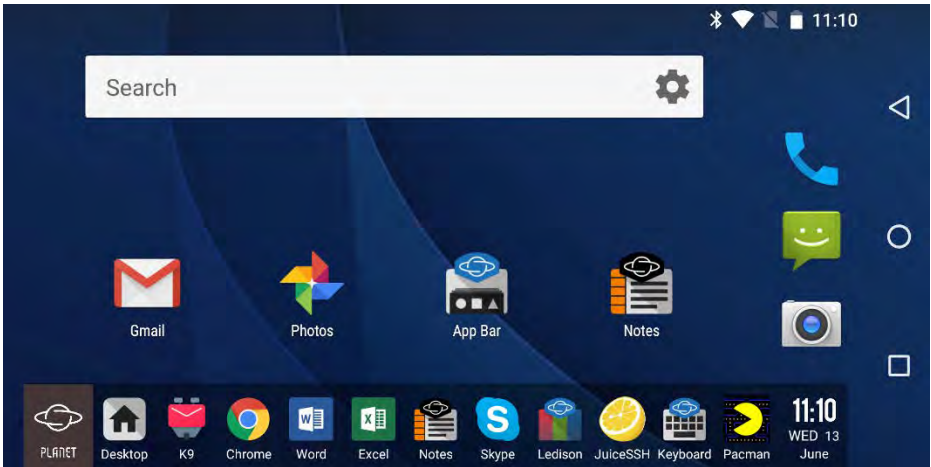 11:10
Search
Gmail
Photos
App Bar
Notes
PLANET
Desktop
K9
Chrome
W
Word
X
Excel
Notes
S
Skype
Ledison
JuiceSSH
Keyboard
Pacman
11:10
WED 13
June